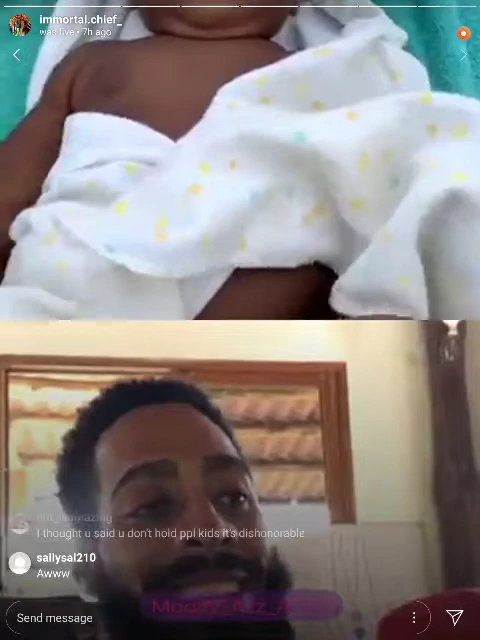 immortal.chief_
was live • 7h ago
I thought u said u don't hold ppl kids it's dishonorable
sallysal210
Awww
Send message